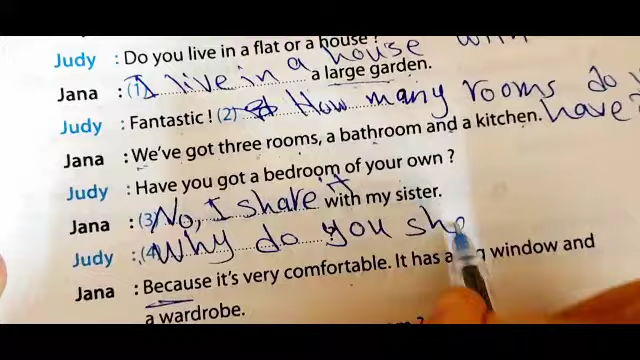 Judy : Do you live in a flat or a house ?
Jana : (1) I live in a house with a large garden.
Judy : Fantastic ! (2) How many rooms do have?
Jana : We've got three rooms, a bathroom and a kitchen.
Judy : Have you got a bedroom of your own ?
Jana : (3) No, I share it with my sister.
Judy : (4) Why do you
Jana : Because it's very comfortable. It has a window and
a wardrobe.